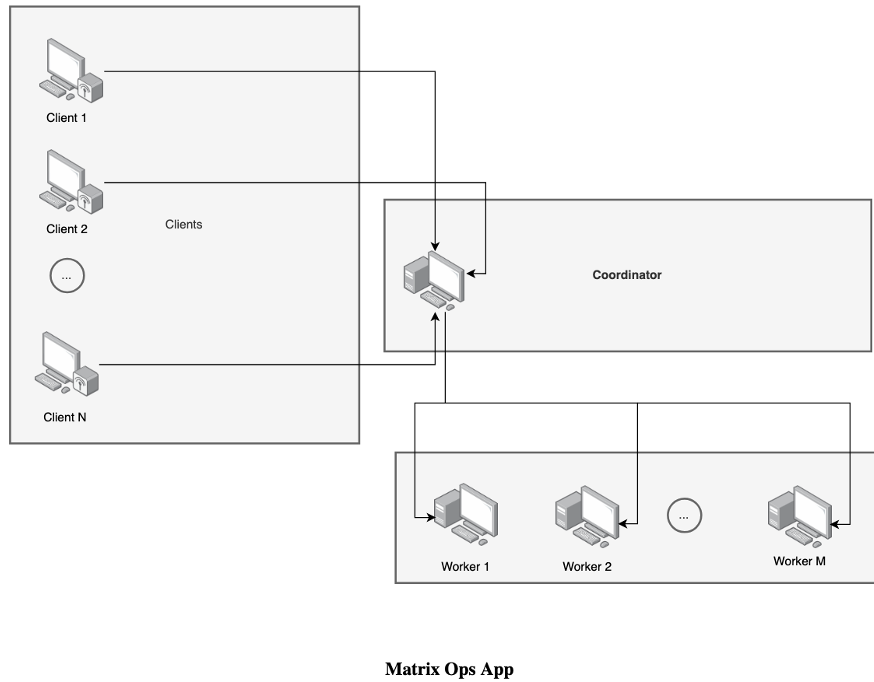 Client 1
Client 2
Clients
...
Client N
Coordinator
Worker 1
Worker 2
...
Worker M
Matrix Ops App